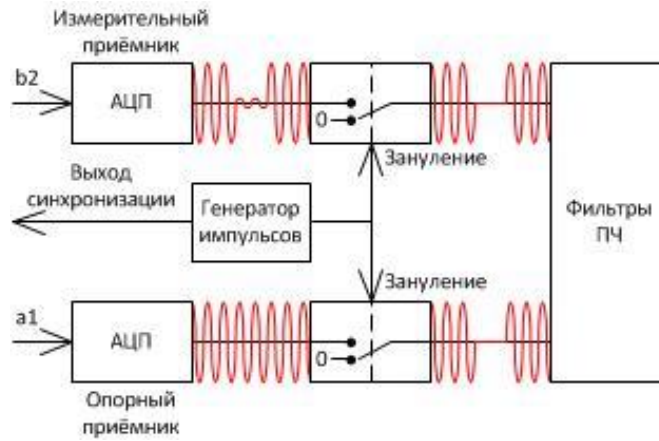 Измерительный
приёмник
b2
АЦП
0
Зануление
Выход
синхронизации
Генератор
импульсов
Фильтры
ПЧ
Зануление
a1
АЦП
0
Опорный
приёмник